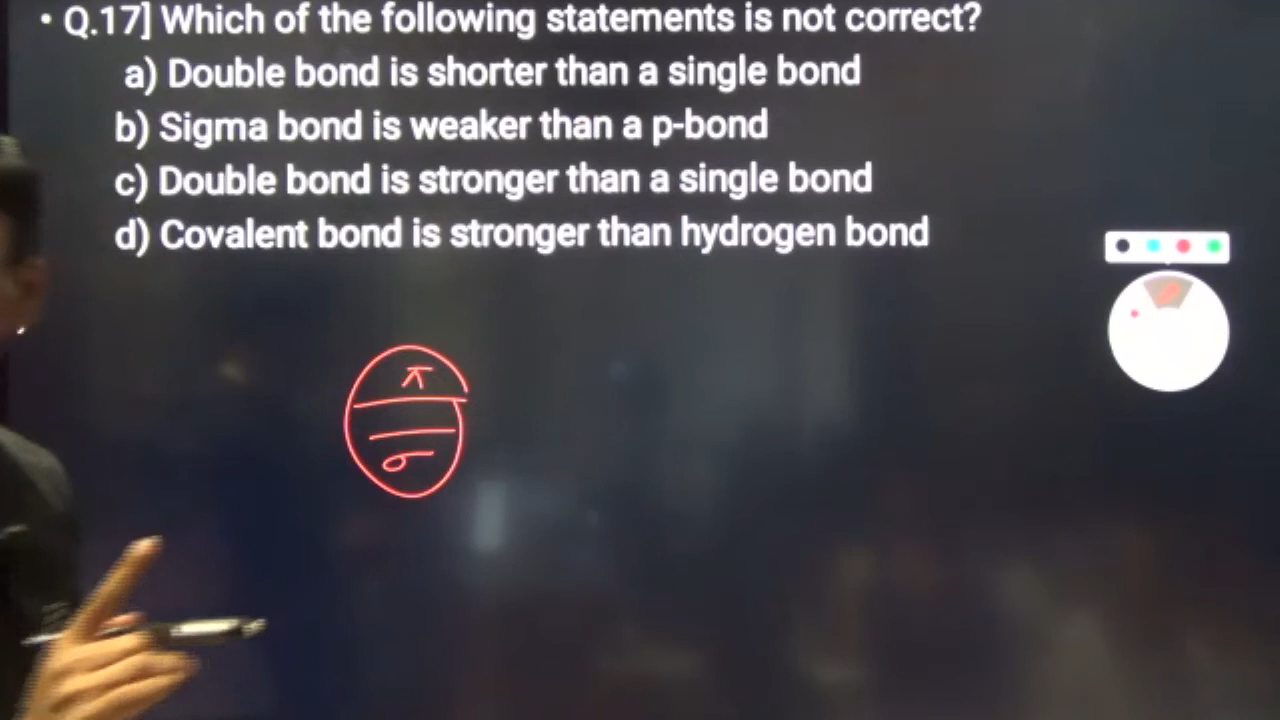 • Q.17] Which of the following statements is not correct?
a) Double bond is shorter than a single bond
b) Sigma bond is weaker than a p-bond
c) Double bond is stronger than a single bond
d) Covalent bond is stronger than hydrogen bond
π
σ